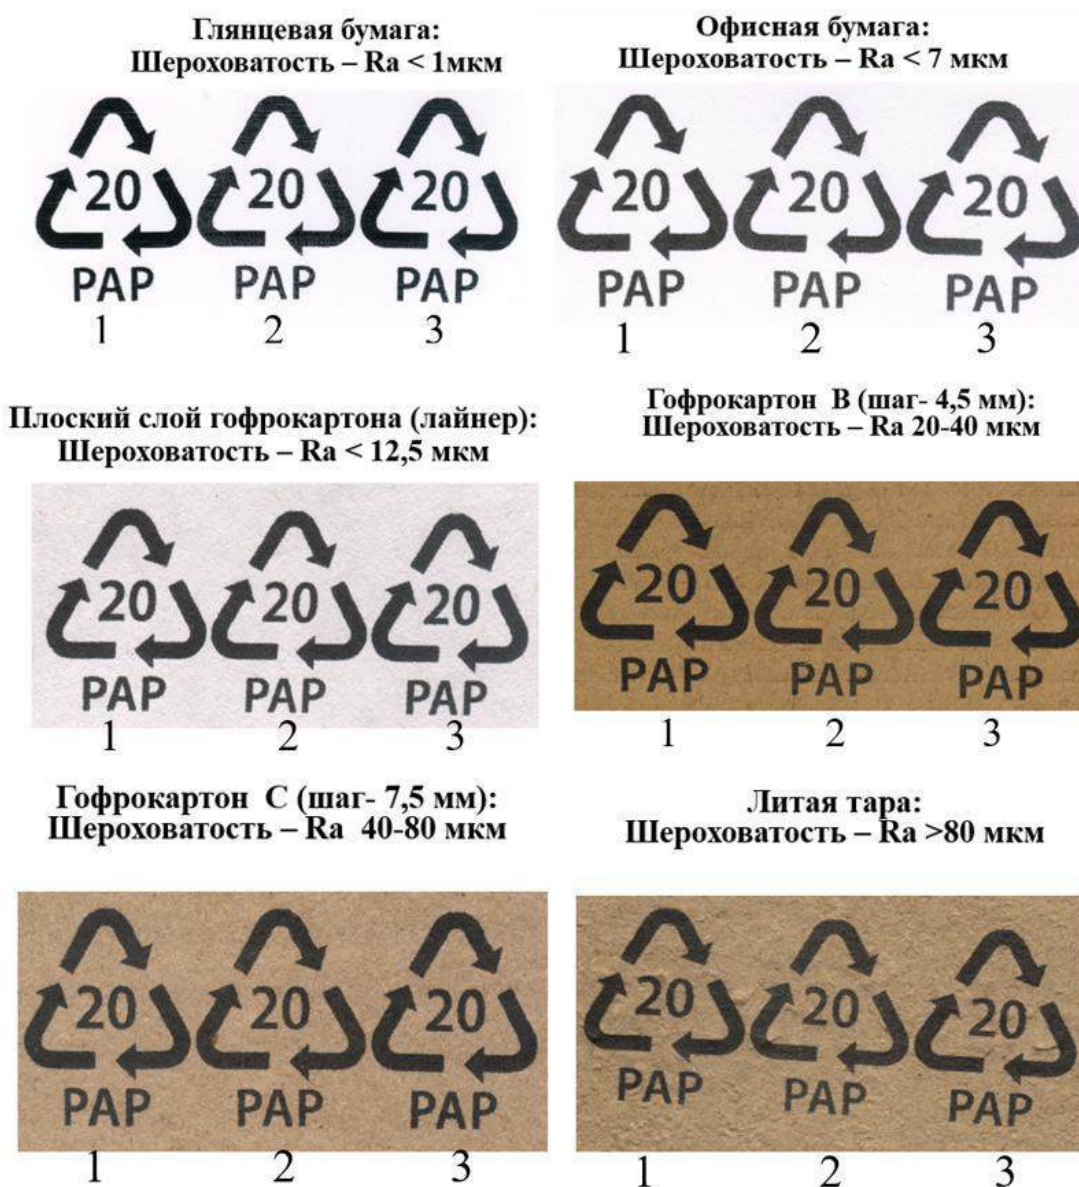 Глянцевая бумага:
Шероховатость – Ra < 1мкм
20 20 20
PAP PAP PAP
1 2 3
Офисная бумага:
Шероховатость – Ra < 7 мкм
20 20 20
PAP PAP PAP
1 2 3
Плоский слой гофрокартона (лайнер):
Шероховатость – Ra < 12,5 мкм
20 20 20
PAP PAP PAP
1 2 3
Гофрокартон В (шаг- 4,5 мм):
Шероховатость – Ra 20-40 мкм
20 20 20
PAP PAP PAP
1 2 3
Гофрокартон С (шаг- 7,5 мм):
Шероховатость – Ra 40-80 мкм
20 20 20
PAP PAP PAP
1 2 3
Литая тара:
Шероховатость – Ra >80 мкм
20 20 20
PAP PAP PAP
1 2 3